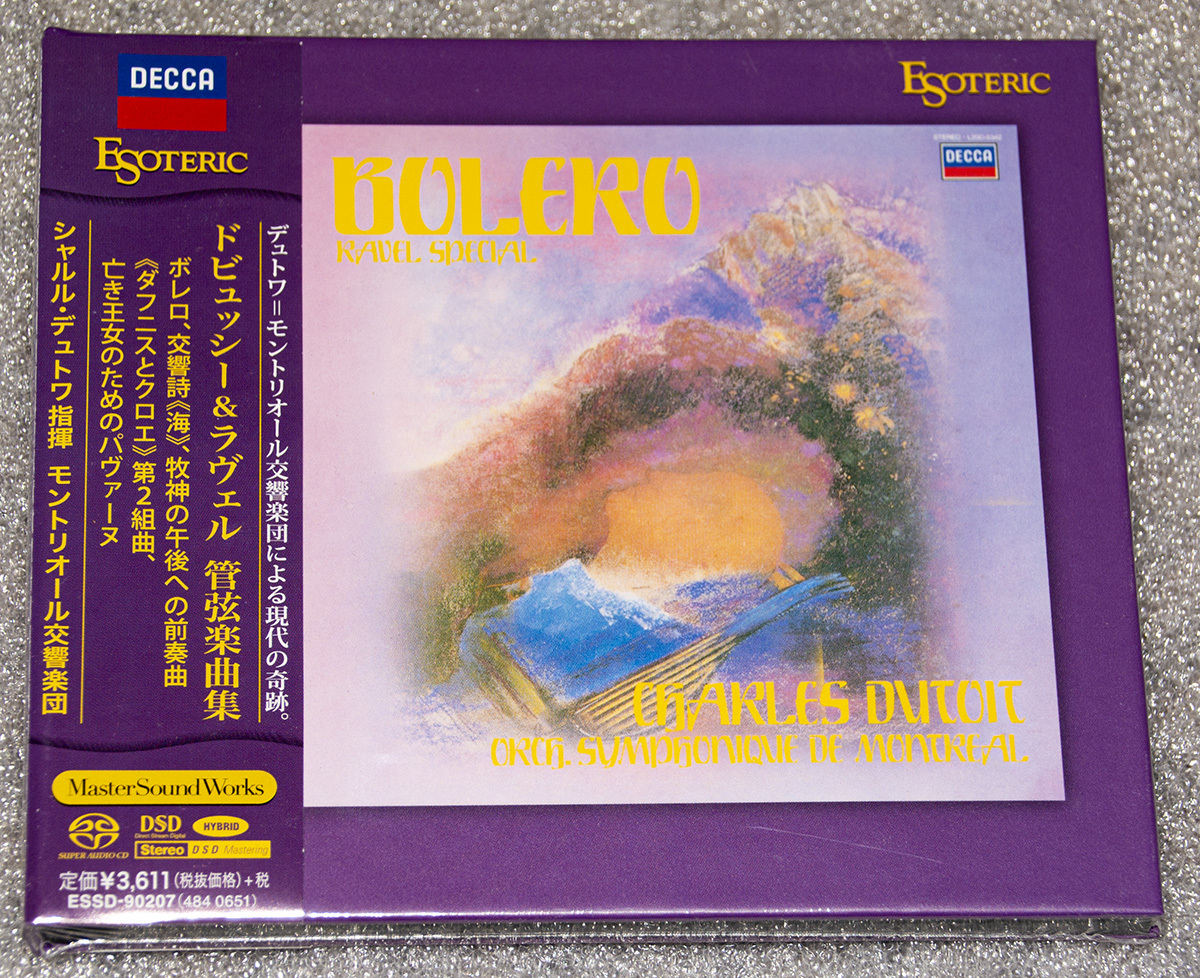 DECCA
ESOTERIC
デュトワ=モントリオール交響楽団による現代の奇跡。
ドビュッシー&ラヴェル 管弦楽曲集
ボレロ、交響詩《海》、牧神の午後への前奏曲
《ダフニスとクロエ》第2組曲、
亡き王女のためのパヴァーヌ
シャルル・デュトワ指揮 モントリオール交響楽団
MasterSoundWorks
SUPER AUDIO CD
DSD
Direct Stream Digital
HYBRID
Stereo DSD Mastering
定価¥3,611(税抜価格)+税
ESSD-90207(484 0651)
ESOTERIC
DECCA
BOLERO
RAVEL SPECIAL
CHARLES DUTOIT
ORCH. SYMPHONIQUE DE MONTREAL